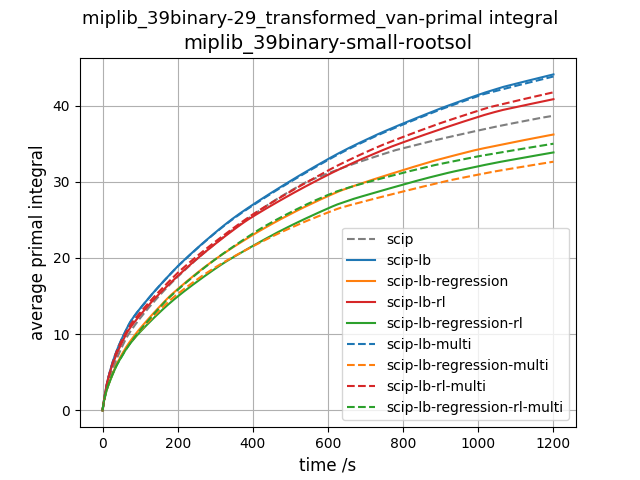 miplib_39binary-29_transformed_van-primal integral
miplib_39binary-small-rootsol
average primal integral
40
30
20
10
0
scip
scip-lb
scip-lb-regression
scip-lb-rl
scip-lb-regression-rl
scip-lb-multi
scip-lb-regression-multi
scip-lb-rl-multi
scip-lb-regression-rl-multi
0 200 400 600 800 1000 1200
time /s